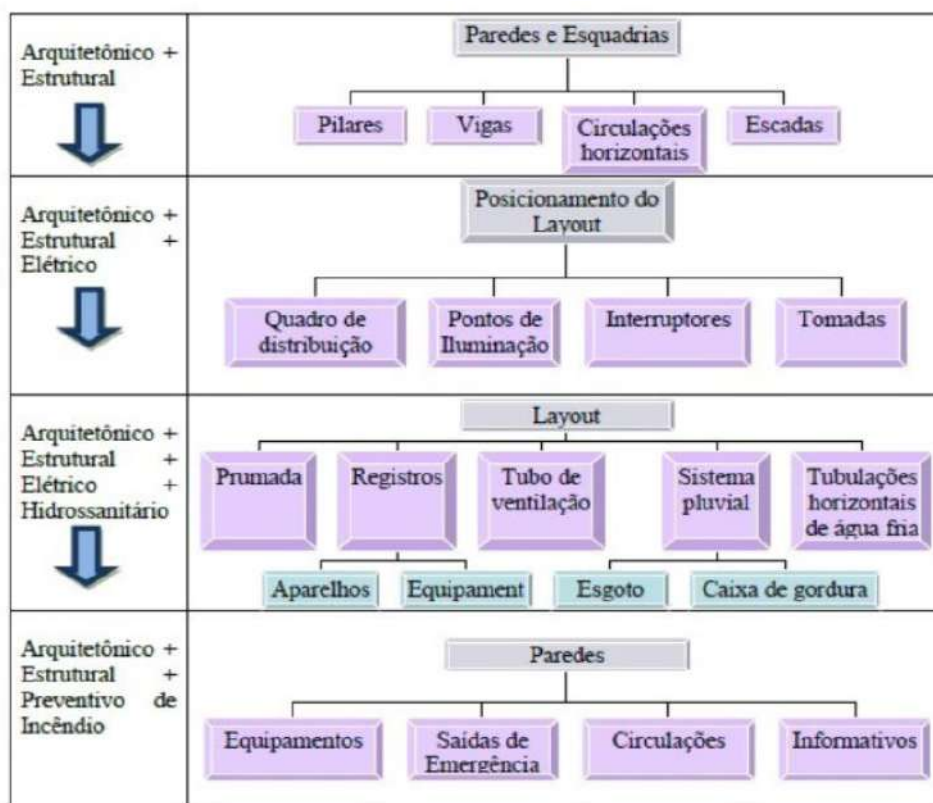 Arquitetônico +
Estrutural
Paredes e Esquadrias
Pilares
Vigas
Circulações
horizontais
Escadas
Arquitetônico +
Estrutural +
Elétrico
Posicionamento do
Layout
Quadro de
distribuição
Pontos de
Iluminação
Interruptores
Tomadas
Arquitetônico +
Estrutural +
Elétrico +
Hidrossanitário
Layout
Prumada
Registros
Tubo de
ventilação
Sistema
pluvial
Tubulações
horizontais
de água fria
Aparelhos
Equipament
Esgoto
Caixa de gordura
Arquitetônico +
Estrutural +
Preventivo de
Incêndio
Paredes
Equipamentos
Saídas de
Emergência
Circulações
Informativos